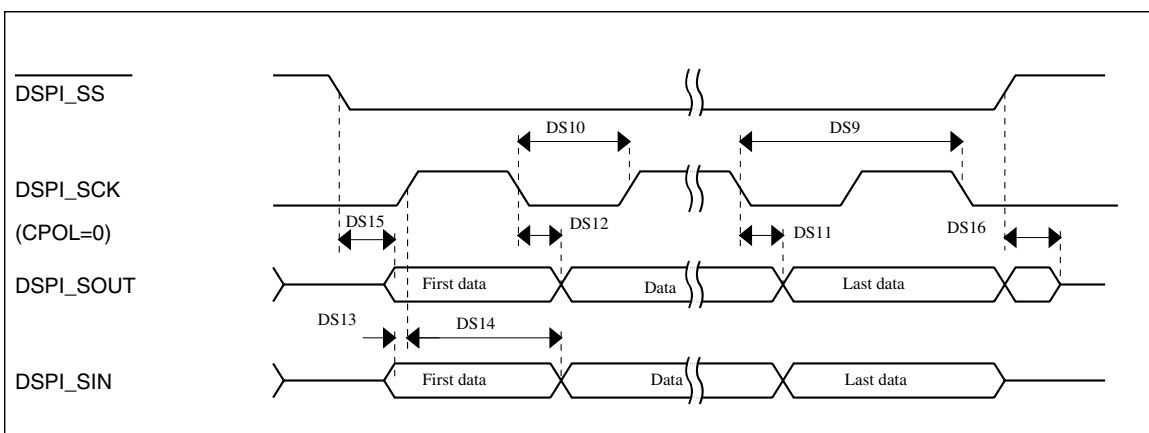 DSPI_SS
DS10
DS9
DSPI_SCK
(CPOL=0)
DS15
DS12
DS11
DS16
DSPI_SOUT
First data
Data
Last data
DS13
DS14
DSPI_SIN
First data
Data
Last data